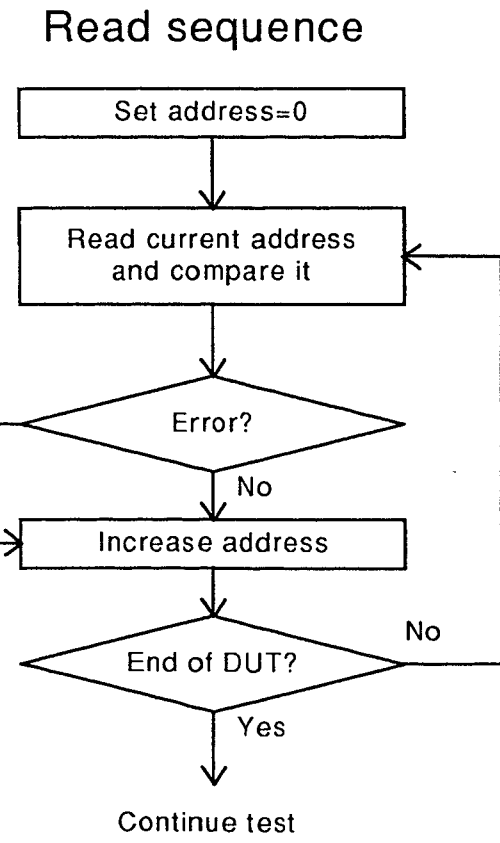 Read sequence
Set address=0
Read current address
and compare it
Error?
No
Increase address
End of DUT?
No
Yes
Continue test